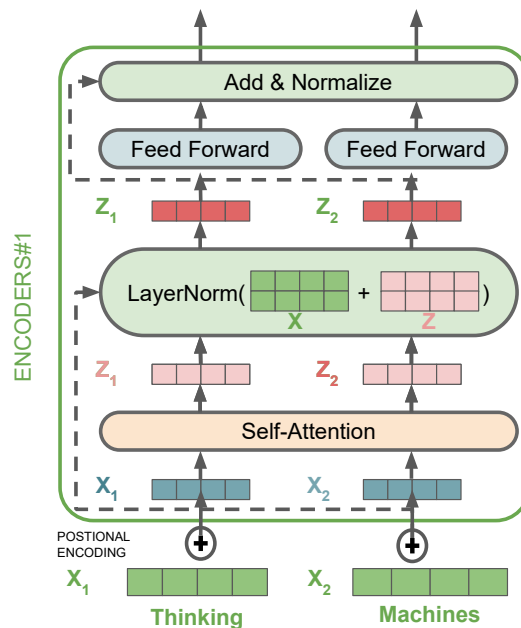 Add & Normalize
Feed Forward Feed Forward
Z1 Z2
ENCODERS#1
LayerNorm( + )
X Z
Z1 Z2
Self-Attention
X1 X2
POSTIONAL
ENCODING
X1 X2
Thinking Machines